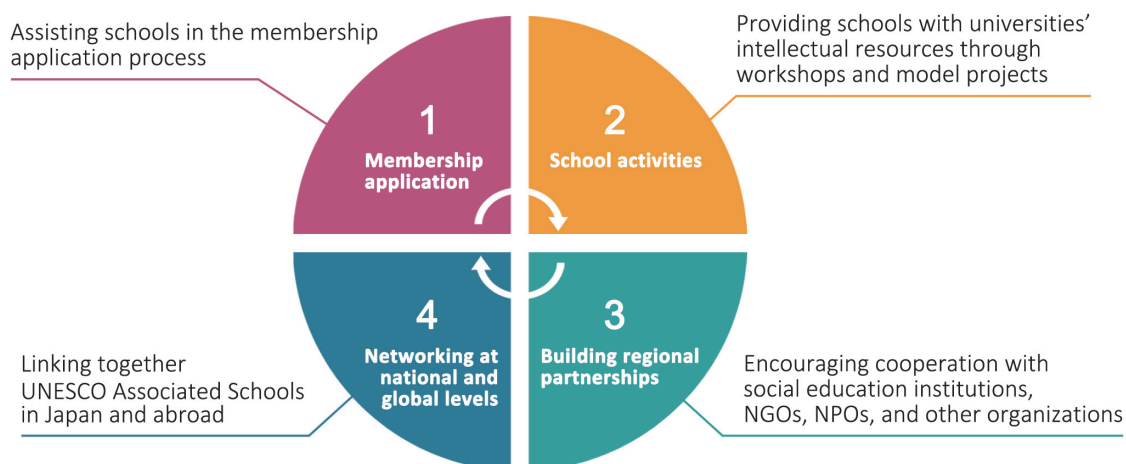 Assisting schools in the membership
application process
1
Membership
application
Providing schools with universities’
intellectual resources through
workshops and model projects
2
School activities
3
Building regional
partnerships
Encouraging cooperation with
social education institutions,
NGOs, NPOs, and other organizations
4
Networking at
national and
global levels
Linking together
UNESCO Associated Schools
in Japan and abroad